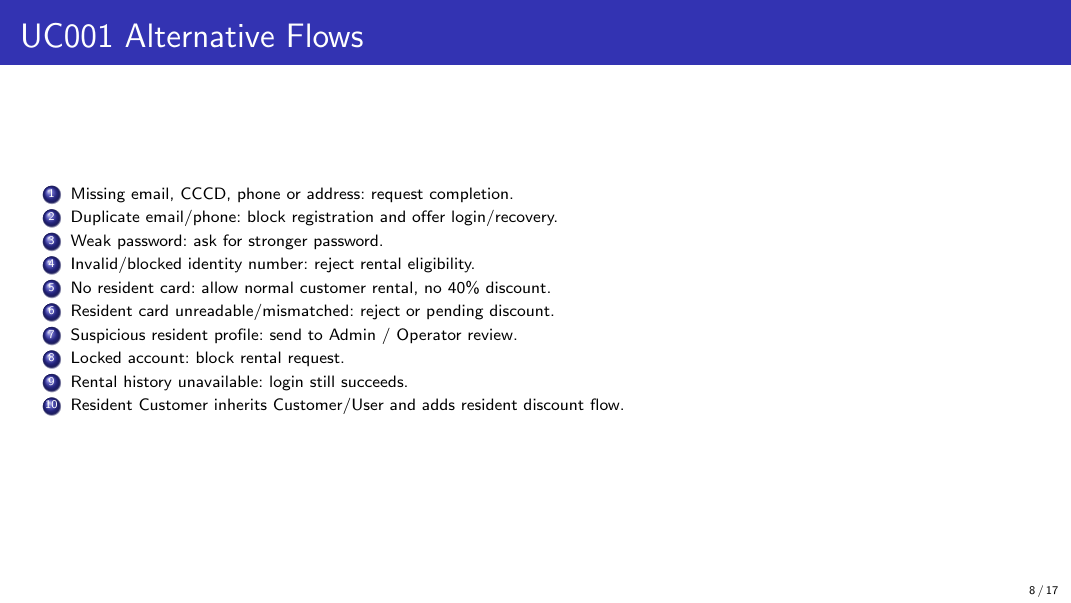 UC001 Alternative Flows
1 Missing email, CCCD, phone or address: request completion.
2 Duplicate email/phone: block registration and offer login/recovery.
3 Weak password: ask for stronger password.
4 Invalid/blocked identity number: reject rental eligibility.
5 No resident card: allow normal customer rental, no 40% discount.
6 Resident card unreadable/mismatched: reject or pending discount.
7 Suspicious resident profile: send to Admin / Operator review.
8 Locked account: block rental request.
9 Rental history unavailable: login still succeeds.
10 Resident Customer inherits Customer/User and adds resident discount flow.
8 / 17